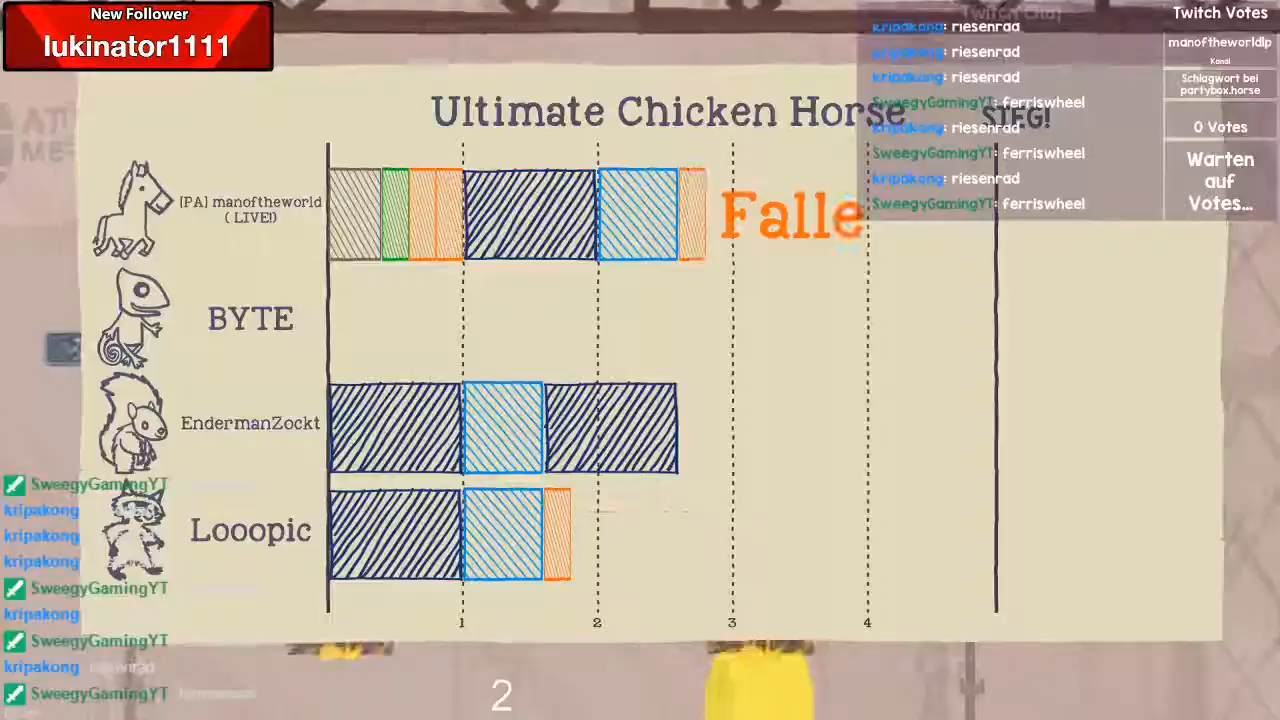 New Follower
lukinator1111
Twitch Chat
kripakong: riesenrad
kripakong: riesenrad
kripakong: riesenrad
SweegyGamingYT: ferriswheel
kripakong: riesenrad
SweegyGamingYT: ferriswheel
kripakong: riesenrad
SweegyGamingYT: ferriswheel
Twitch Votes
manoftheworldlp
Kanal
Schlagwort bei
partybox.horse
0 Votes
Warten
auf
Votes...
Ultimate Chicken Horse
SIEG!
[PA] manoftheworld
( LIVE!)
Falle
BYTE
EndermanZockt
Looopic
1
2
3
4
SweegyGamingYT
kripakong
kripakong
kripakong
SweegyGamingYT
kripakong
SweegyGamingYT
kripakong riesenrad
SweegyGamingYT
2